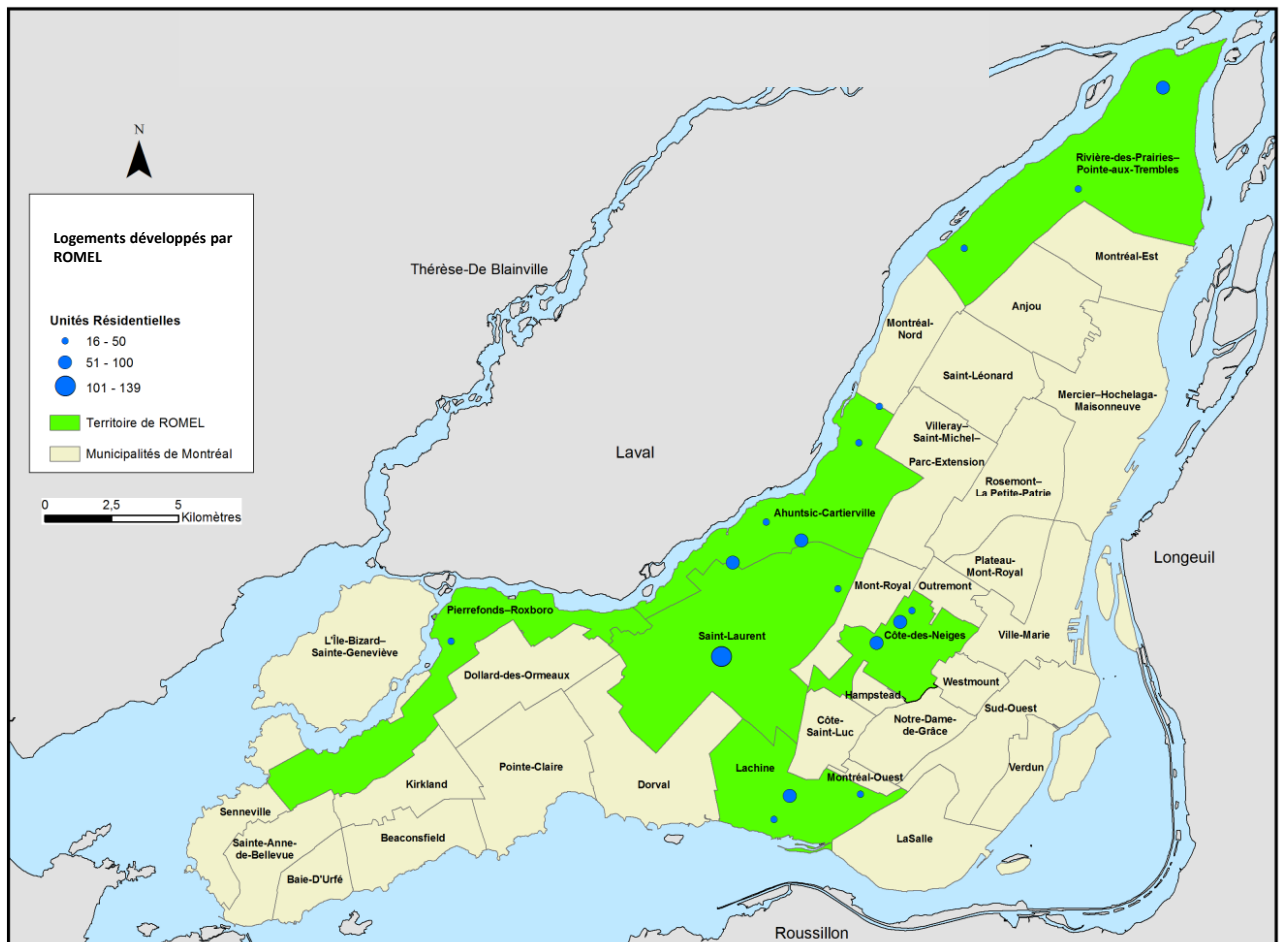 N
Logements développés par
ROMEL
Unités Résidentielles
16 - 50
51 - 100
101 - 139
Territoire de ROMEL
Municipalités de Montréal
0 2,5 5
Kilomètres
Thérèse-De Blainville
Laval
Longeuil
Roussillon
Rivière-des-Prairies–
Pointe-aux-Trembles
Montréal-Est
Anjou
Montréal-
Nord
Saint-Léonard
Mercier–Hochelaga-
Maisonneuve
Villeray–
Saint-Michel–
Parc-Extension
Rosemont–
La Petite-Patrie
Ahuntsic-Cartierville
Plateau-
Mont-Royal
Mont-Royal
Outremont
Pierrefonds–Roxboro
L'Île-Bizard–
Sainte-Geneviève
Saint-Laurent
Côte-des-Neiges
Ville-Marie
Dollard-des-Ormeaux
Hampstead
Westmount
Sud-Ouest
Côte-
Saint-Luc
Notre-Dame-
de-Grâce
Pointe-Claire
Lachine
Montréal-Ouest
Verdun
Kirkland
Dorval
Senneville
Beaconsfield
Sainte-Anne-
de-Bellevue
LaSalle
Baie-D'Urfé